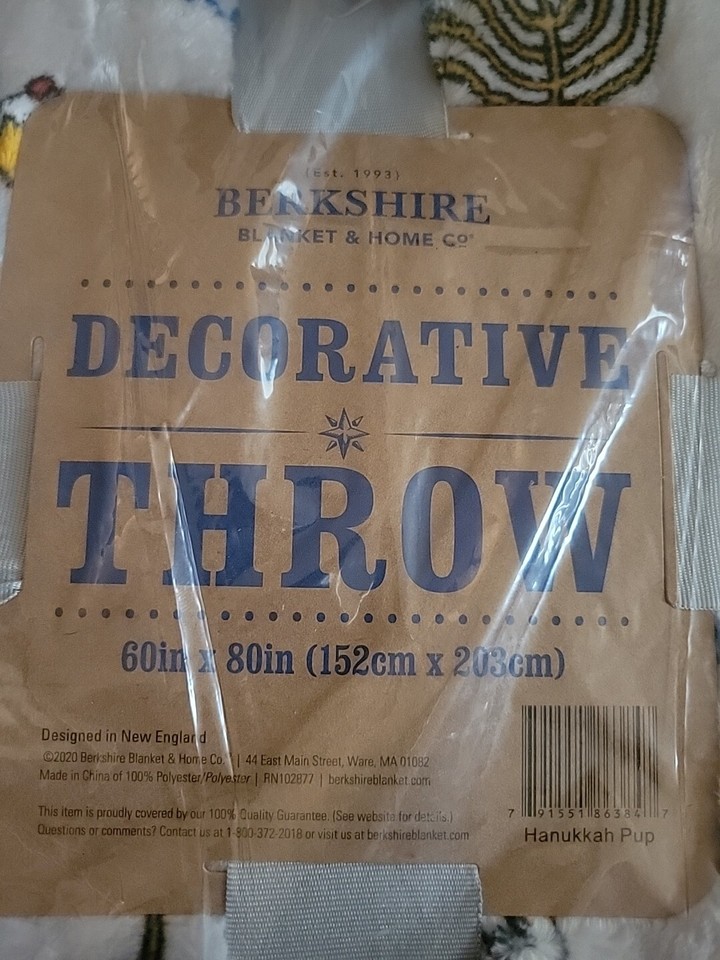 (Est. 1993)
BERKSHIRE
BLANKET & HOME Co®
DECORATIVE
THROW
60in x 80in (152cm x 203cm)
Designed in New England
©2020 Berkshire Blanket & Home Co.® | 44 East Main Street, Ware, MA 01082
Made in China of 100% Polyester/Polyester | RN102877 | berkshireblanket.com
This item is proudly covered by our 100% Quality Guarantee. (See website for details.)
Questions or comments? Contact us at 1-800-372-2018 or visit us at berkshireblanket.com
7 91551 86384 7
Hanukkah Pup